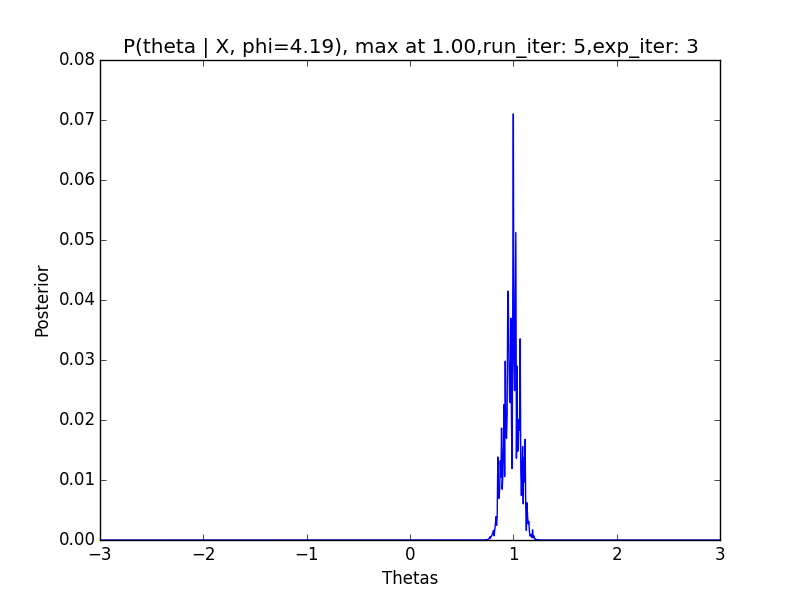 P(theta | X, phi=4.19), max at 1.00,run_iter: 5,exp_iter: 3
0.08
0.07
0.06
0.05
0.04
0.03
0.02
0.01
0.00
Posterior
−3 −2 −1 0 1 2 3
Thetas